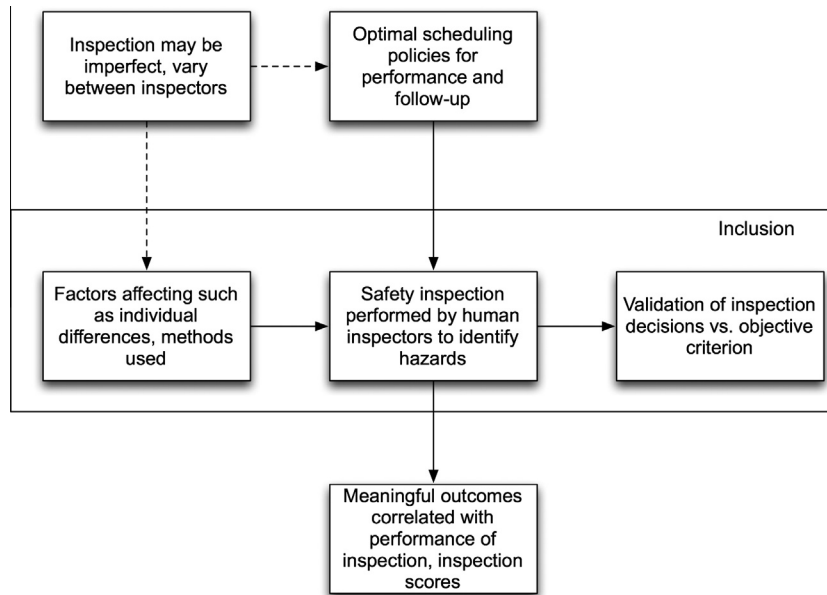 Inspection may be
imperfect, vary
between inspectors
Optimal scheduling
policies for
performance and
follow-up
Inclusion
Factors affecting such
as individual
differences, methods
used
Safety inspection
performed by human
inspectors to identify
hazards
Validation of inspection
decisions vs. objective
criterion
Meaningful outcomes
correlated with
performance of
inspection, inspection
scores